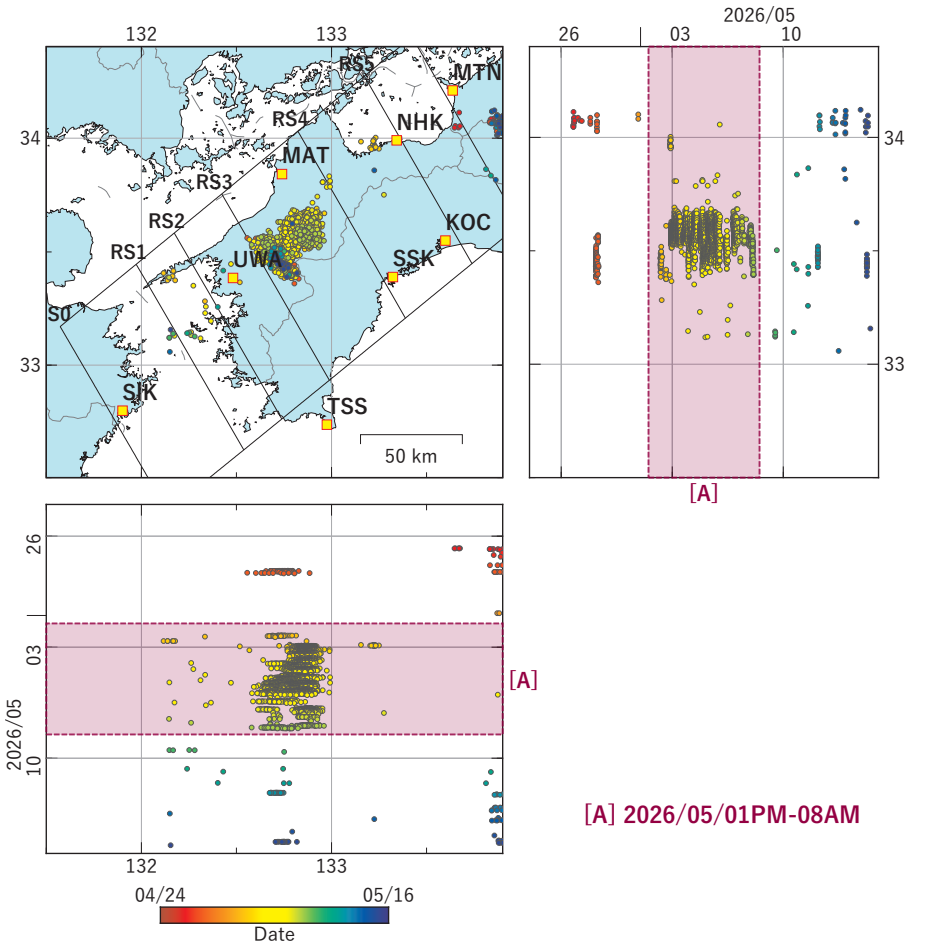 132
133
34
33
RS5
MTN
RS4
NHK
MAT
RS3
RS2
KOC
RS1
UWA
SSK
S0
SIK
TSS
50 km
2026/05
26
03
10
34
33
[A]
26
03
10
2026/05
132
133
[A]
[A] 2026/05/01PM-08AM
04/24
05/16
Date